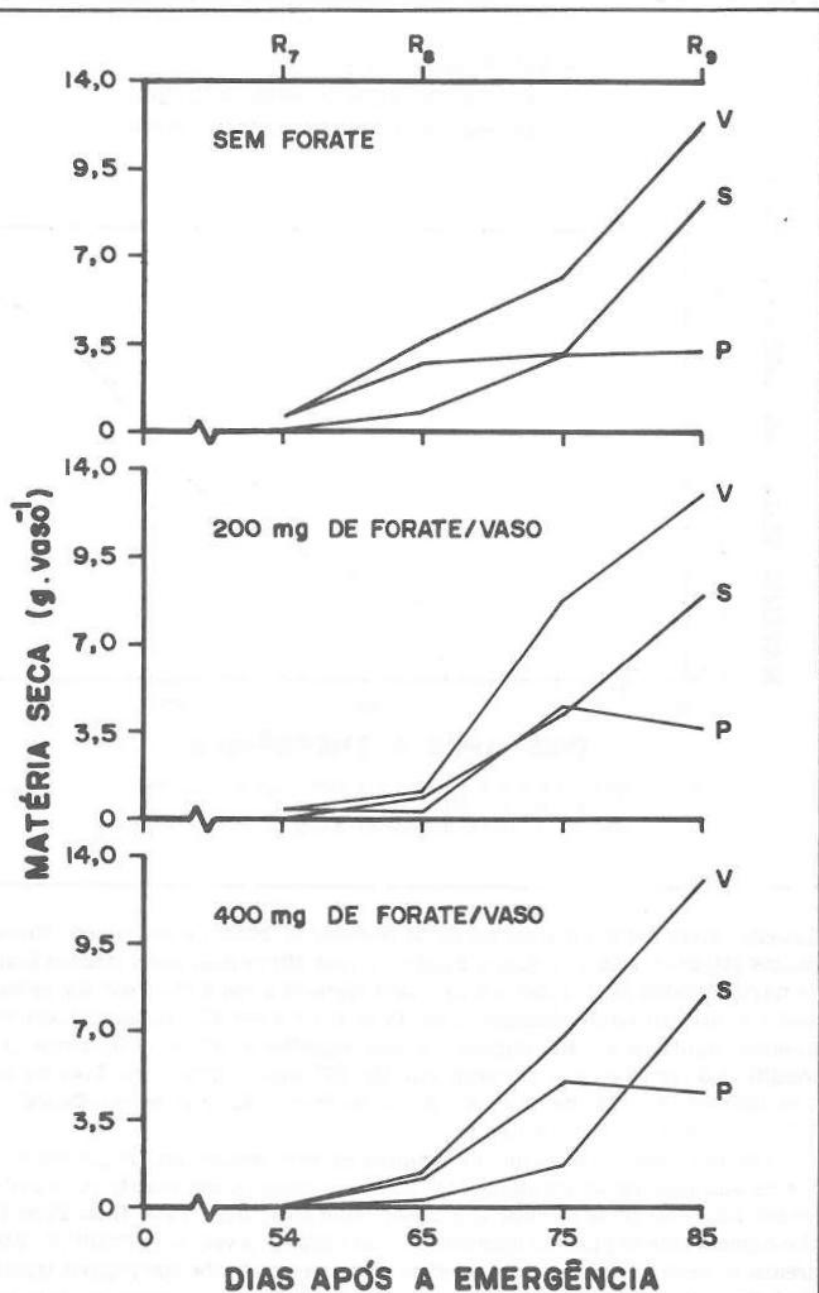 R7 R8 R9
14,0
SEM FORATE
V
9,5
S
7,0
3,5
P
0
14,0
V
200 mg DE FORATE/VASO
9,5
S
7,0
3,5
P
0
MATÉRIA SECA (g.vaso-1)
14,0
V
400 mg DE FORATE/VASO
9,5
S
7,0
P
3,5
0
0 54 65 75 85
DIAS APÓS A EMERGÊNCIA